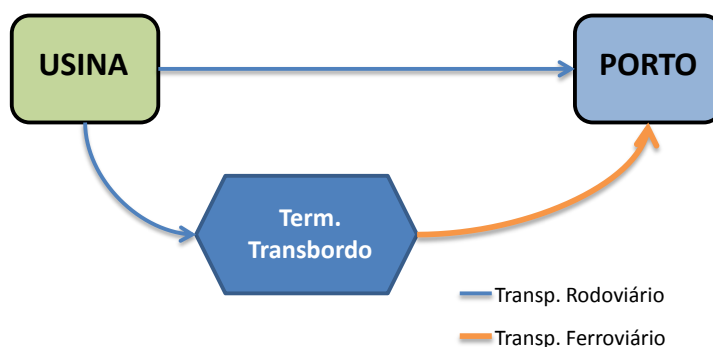 USINA
PORTO
Term.
Transbordo
Transp. Rodoviário
Transp. Ferroviário